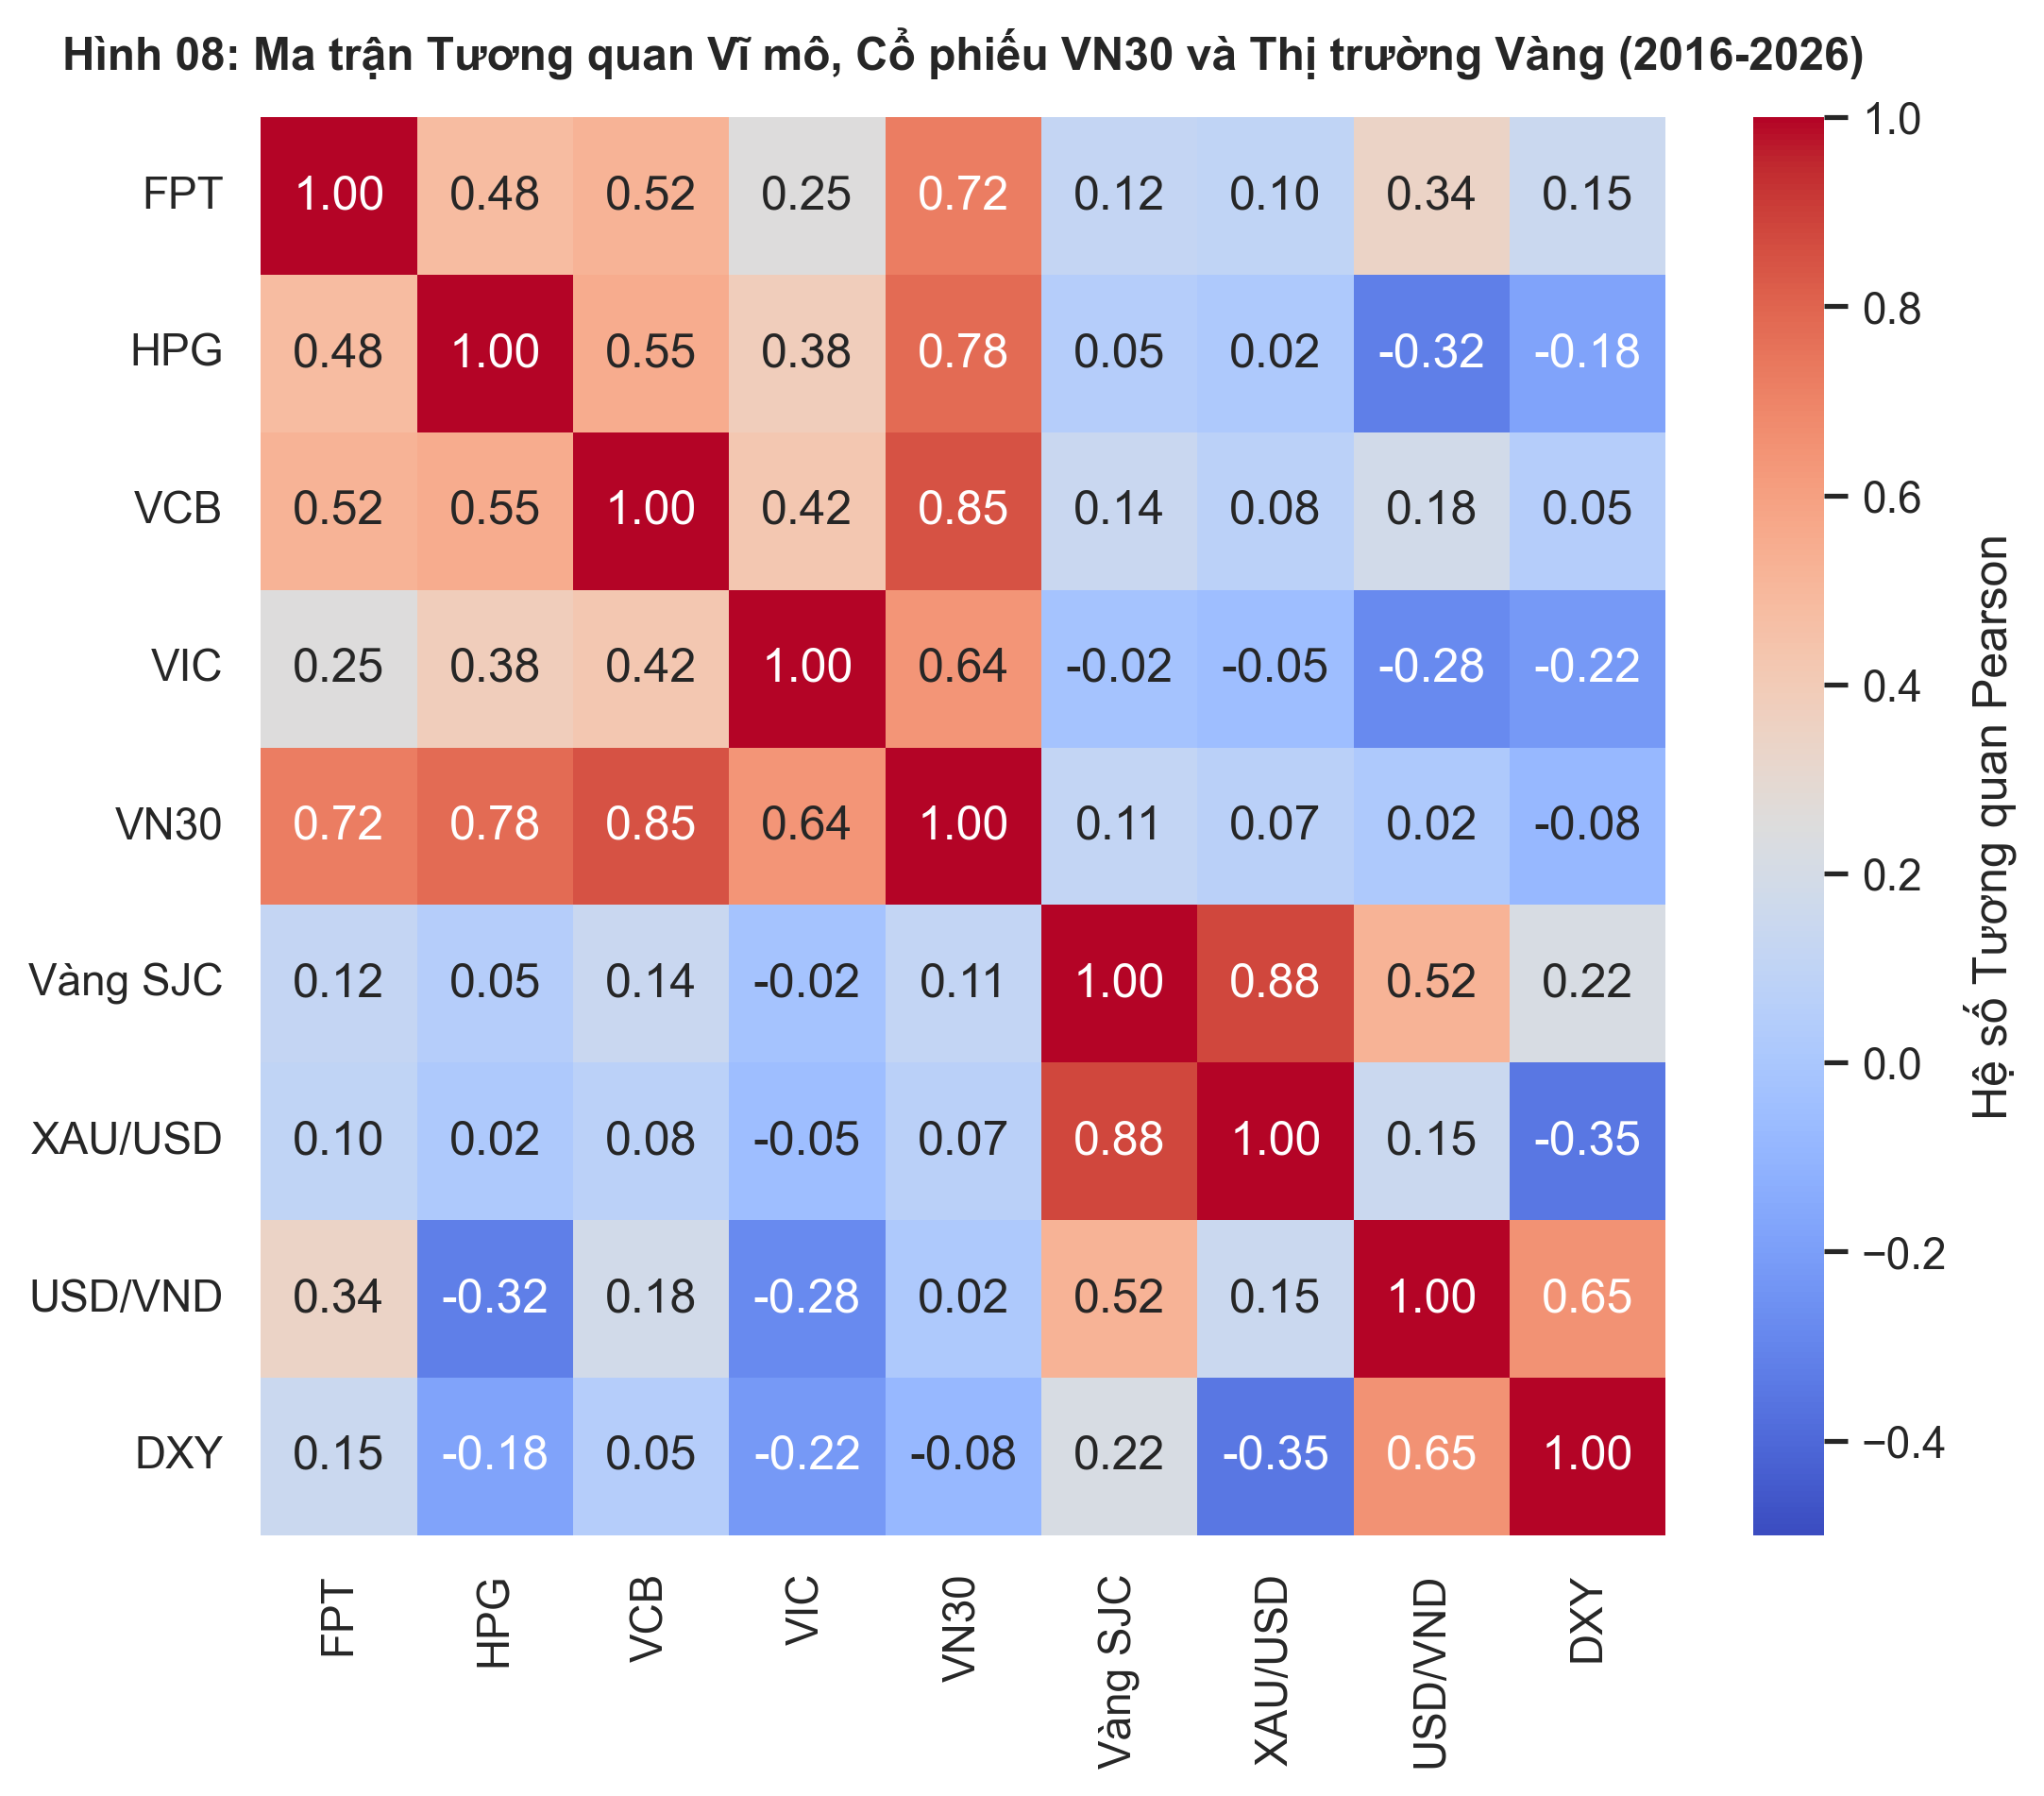 Hình 08: Ma trận Tương quan Vĩ mô, Cổ phiếu VN30 và Thị trường Vàng (2016-2026)
FPT 1.00 0.48 0.52 0.25 0.72 0.12 0.10 0.34 0.15
HPG 0.48 1.00 0.55 0.38 0.78 0.05 0.02 -0.32 -0.18
VCB 0.52 0.55 1.00 0.42 0.85 0.14 0.08 0.18 0.05
VIC 0.25 0.38 0.42 1.00 0.64 -0.02 -0.05 -0.28 -0.22
VN30 0.72 0.78 0.85 0.64 1.00 0.11 0.07 0.02 -0.08
Vàng SJC 0.12 0.05 0.14 -0.02 0.11 1.00 0.88 0.52 0.22
XAU/USD 0.10 0.02 0.08 -0.05 0.07 0.88 1.00 0.15 -0.35
USD/VND 0.34 -0.32 0.18 -0.28 0.02 0.52 0.15 1.00 0.65
DXY 0.15 -0.18 0.05 -0.22 -0.08 0.22 -0.35 0.65 1.00
FPT HPG VCB VIC VN30 Vàng SJC XAU/USD USD/VND DXY
1.0
0.8
0.6
0.4
0.2
0.0
−0.2
−0.4
Hệ số Tương quan Pearson